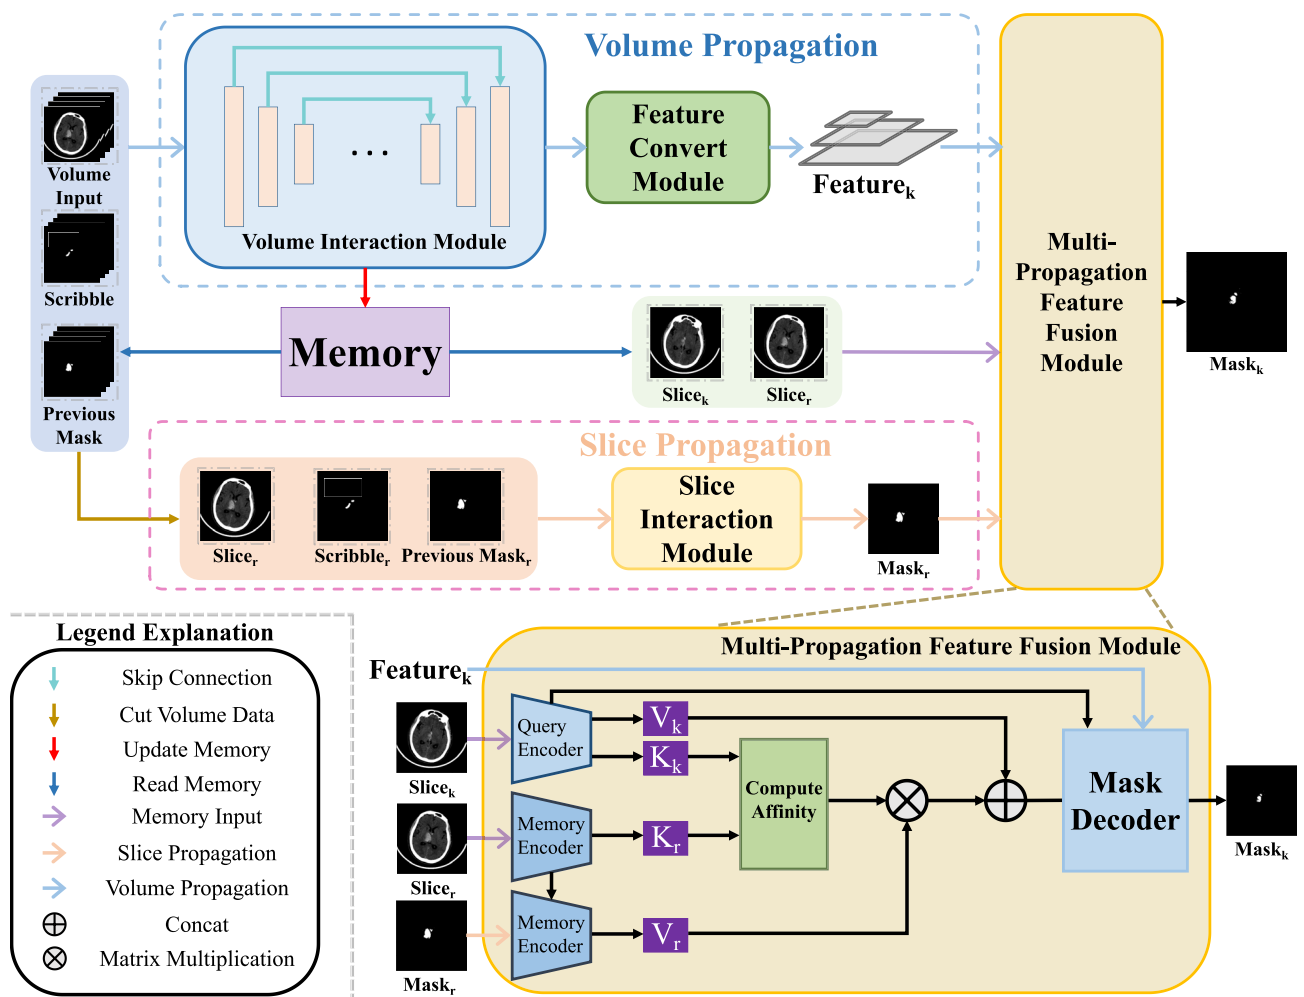 Volume Propagation
Volume
Input
Scribble
Previous
Mask
. . .
Volume Interaction Module
Feature
Convert
Module
Featureₖ
Memory
Sliceₖ
Sliceᵣ
Multi-
Propagation
Feature
Fusion
Module
Maskₖ
Slice Propagation
Sliceᵣ
Scribbleᵣ
Previous Maskᵣ
Slice
Interaction
Module
Maskᵣ
Legend Explanation
Skip Connection
Cut Volume Data
Update Memory
Read Memory
Memory Input
Slice Propagation
Volume Propagation
Concat
Matrix Multiplication
Multi-Propagation Feature Fusion Module
Featureₖ
Sliceₖ
Sliceᵣ
Maskᵣ
Query
Encoder
Memory
Encoder
Memory
Encoder
Vₖ
Kₖ
Kᵣ
Vᵣ
Compute
Affinity
Mask
Decoder
Maskₖ